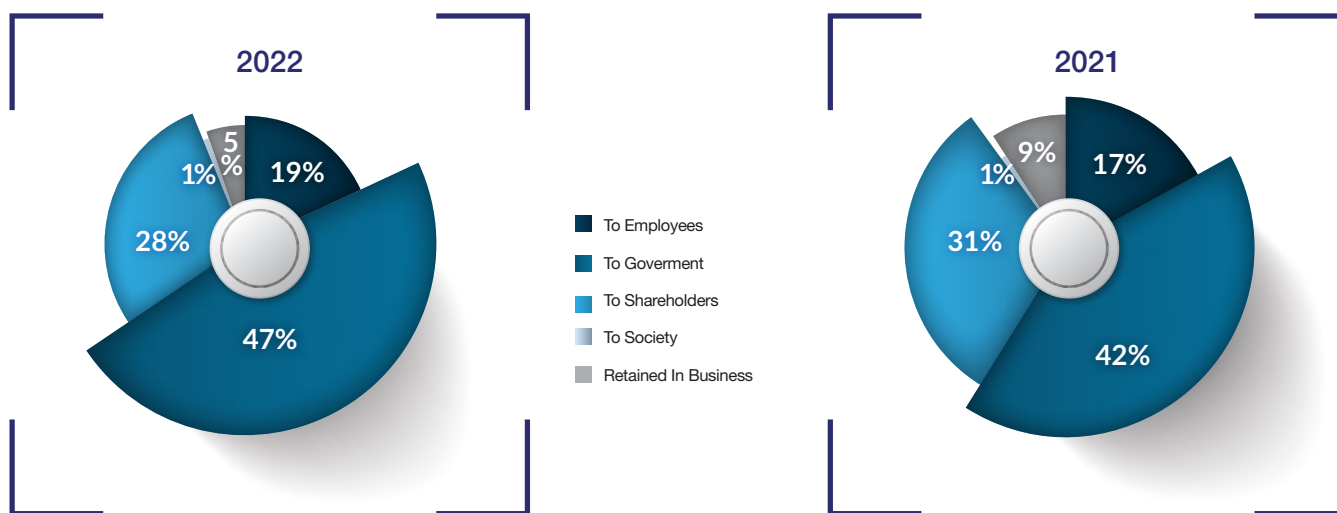 2022
5
%
1%
19%
28%
47%
To Employees
To Goverment
To Shareholders
To Society
Retained In Business
2021
9%
1%
17%
31%
42%